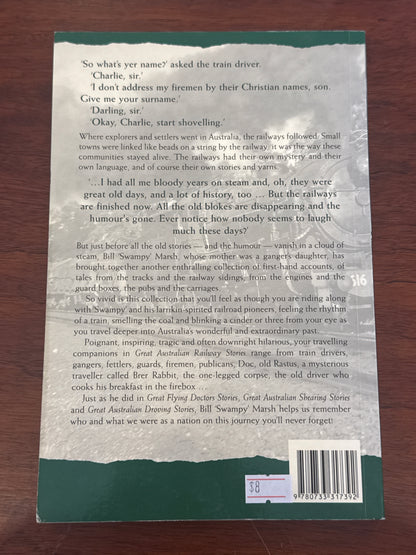 'So what's yer name?' asked the train driver.
'Charlie, sir.'
'I don't address my firemen by their Christian names, son.
Give me your surname.'
'Darling, sir.'
'Okay, Charlie, start shovelling.'
Where explorers and settlers went in Australia, the railways followed. Small
towns were linked like beads on a string by the railway, it was the way these
communities stayed alive. The railways had their own mystery and their
own language, and of course their own stories and yarns.
'…I had all me bloody years on steam and, oh, they were
great old days, and a lot of history, too … But the railways
are finished now. All the old blokes are disappearing and the
humour's gone. Ever notice how nobody seems to laugh
much these days?'
But just before all the old stories — and the humour — vanish in a cloud of
steam, Bill 'Swampy' Marsh, whose mother was a ganger's daughter, has
brought together another enthralling collection of first-hand accounts, of
tales from the tracks and the railway sidings, from the engines and the
guard boxes, the pubs and the carriages.
So vivid is this collection that you'll feel as though you are riding along
with 'Swampy', and his larrikin-spirited railroad pioneers, feeling the rhythm
of a train, smelling the coal and blinking a cinder or three from your eye as
you travel deeper into Australia's wonderful and extraordinary past.
Poignant, inspiring, tragic and often downright hilarious, your travelling
companions in Great Australian Railway Stories range from train drivers,
gangers, fettlers, guards, firemen, publicans, Doc, old Rastus, a mysterious
traveller called Brer Rabbit, the one-legged corpse, the old driver who
cooks his breakfast in the firebox …
Just as he did in Great Flying Doctors Stories, Great Australian Shearing Stories
and Great Australian Droving Stories, Bill 'Swampy' Marsh helps us remember
who and what we were as a nation on this journey you'll never forget!
516
$8
9 780733 317392